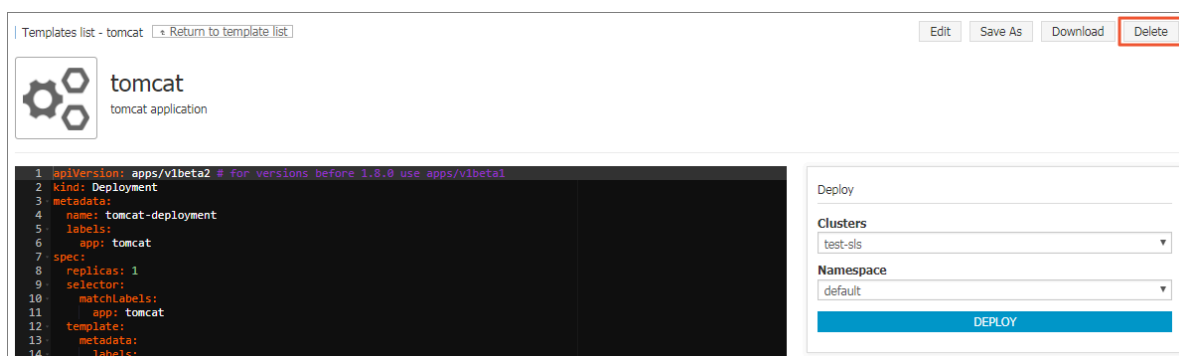 Templates list - tomcat Return to template list Edit Save As Download Delete
tomcat
tomcat application
1 apiVersion: apps/v1beta2 # for versions before 1.8.0 use apps/v1beta1
2 kind: Deployment
3 metadata:
4 name: tomcat-deployment
5 labels:
6 app: tomcat
7 spec:
8 replicas: 1
9 selector:
10 matchLabels:
11 app: tomcat
12 template:
13 metadata:
14 labels:
Deploy
Clusters
test-sls
Namespace
default
DEPLOY